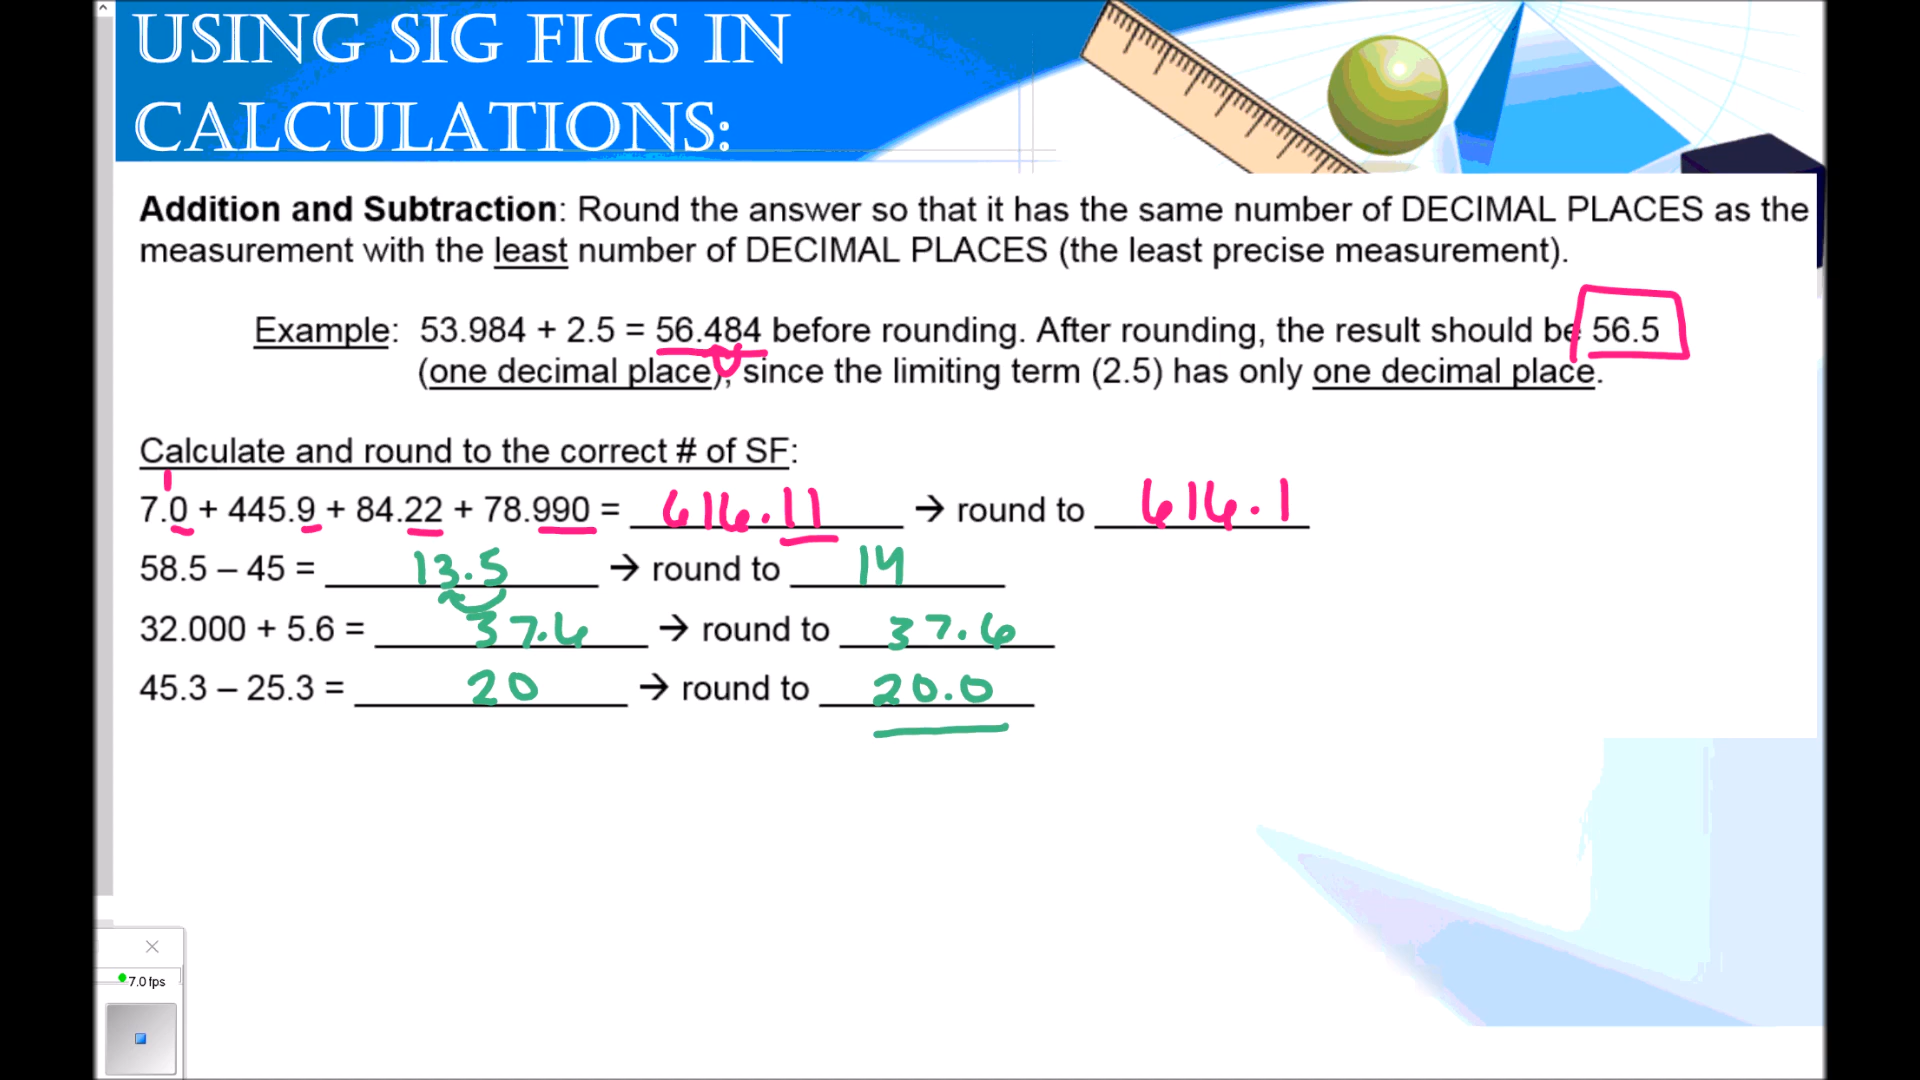 USING SIG FIGS IN
CALCULATIONS:
Addition and Subtraction: Round the answer so that it has the same number of DECIMAL PLACES as the
measurement with the least number of DECIMAL PLACES (the least precise measurement).
Example: 53.984 + 2.5 = 56.484 before rounding. After rounding, the result should be 56.5
(one decimal place), since the limiting term (2.5) has only one decimal place.
Calculate and round to the correct # of SF:
7.0 + 445.9 + 84.22 + 78.990 = 616.11 → round to 616.1
58.5 – 45 = 13.5 → round to 14
32.000 + 5.6 = 37.6 → round to 37.6
45.3 – 25.3 = 20 → round to 20.0
7.0 fps